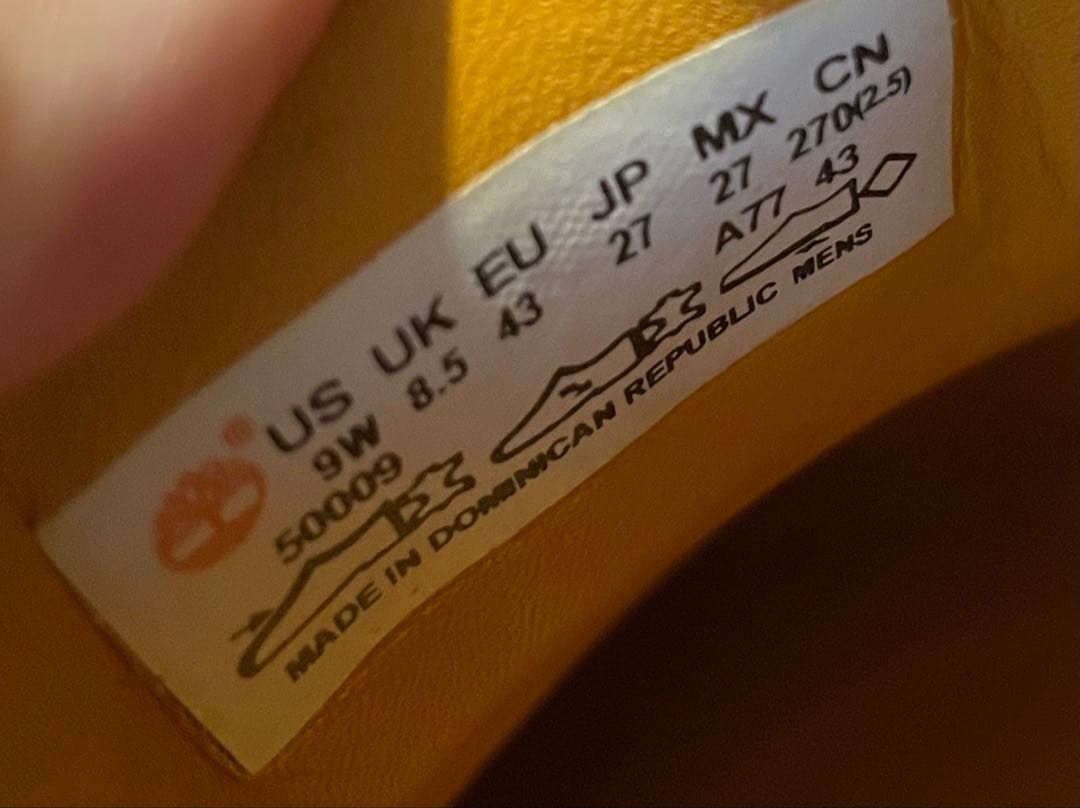 ® US UK EU JP MX CN
9W 8.5 43 27 27 270(2.5)
50009 A77 43
MADE IN DOMINICAN REPUBLIC MENS